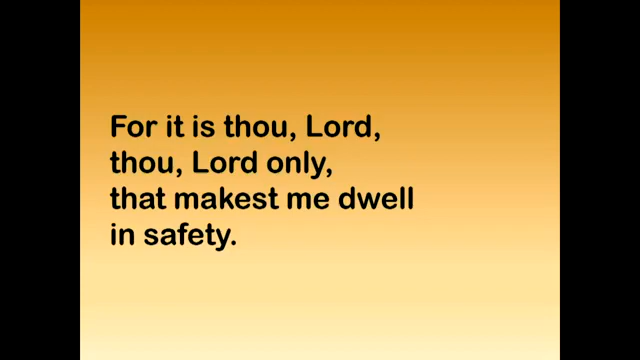 For it is thou, Lord,
thou, Lord only,
that makest me dwell
in safety.